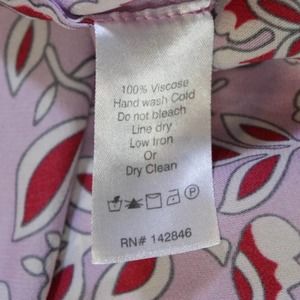 100% Viscose
Hand wash Cold
Do not bleach
Line dry
Low Iron
Or
Dry Clean
RN# 142846